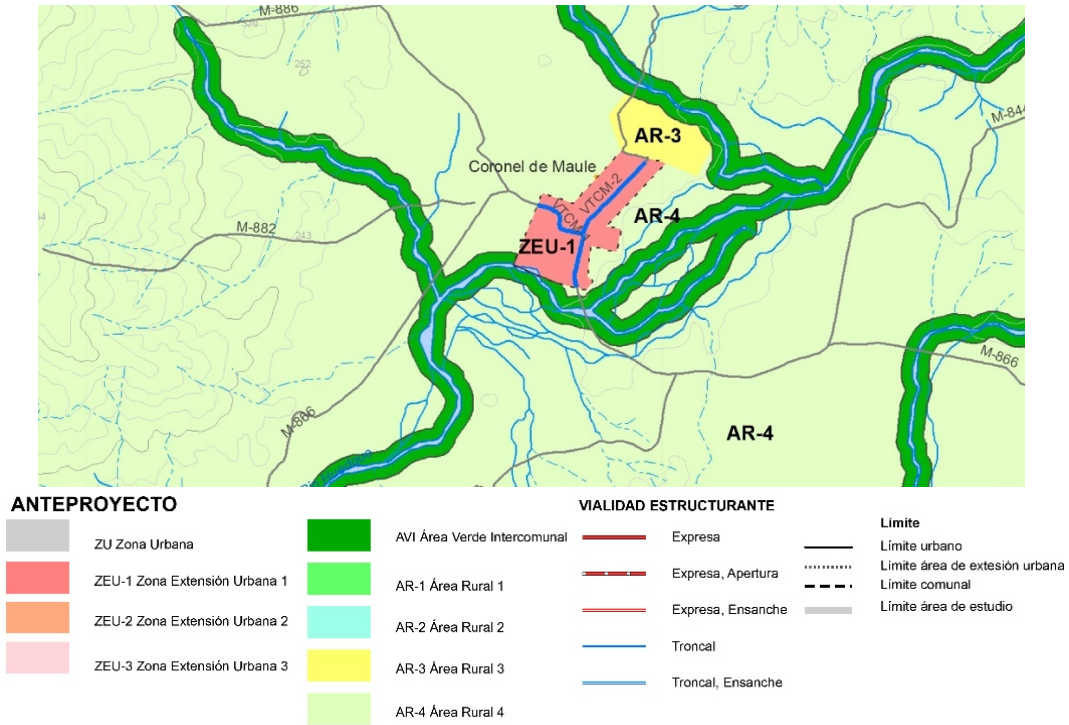 M-886
320
252
M-844
AR-3
Coronel de Maule
VTCM-2
VTCM-1
AR-4
M-882
243
ZEU-1
M-866
M-866
AR-4
ANTEPROYECTO
ZU Zona Urbana
ZEU-1 Zona Extensión Urbana 1
ZEU-2 Zona Extensión Urbana 2
ZEU-3 Zona Extensión Urbana 3
AVI Área Verde Intercomunal
AR-1 Área Rural 1
AR-2 Área Rural 2
AR-3 Área Rural 3
AR-4 Área Rural 4
VIALIDAD ESTRUCTURANTE
Expresa
Expresa, Apertura
Expresa, Ensanche
Troncal
Troncal, Ensanche
Límite
Límite urbano
Límite área de extesión urbana
Límite comunal
Límite área de estudio